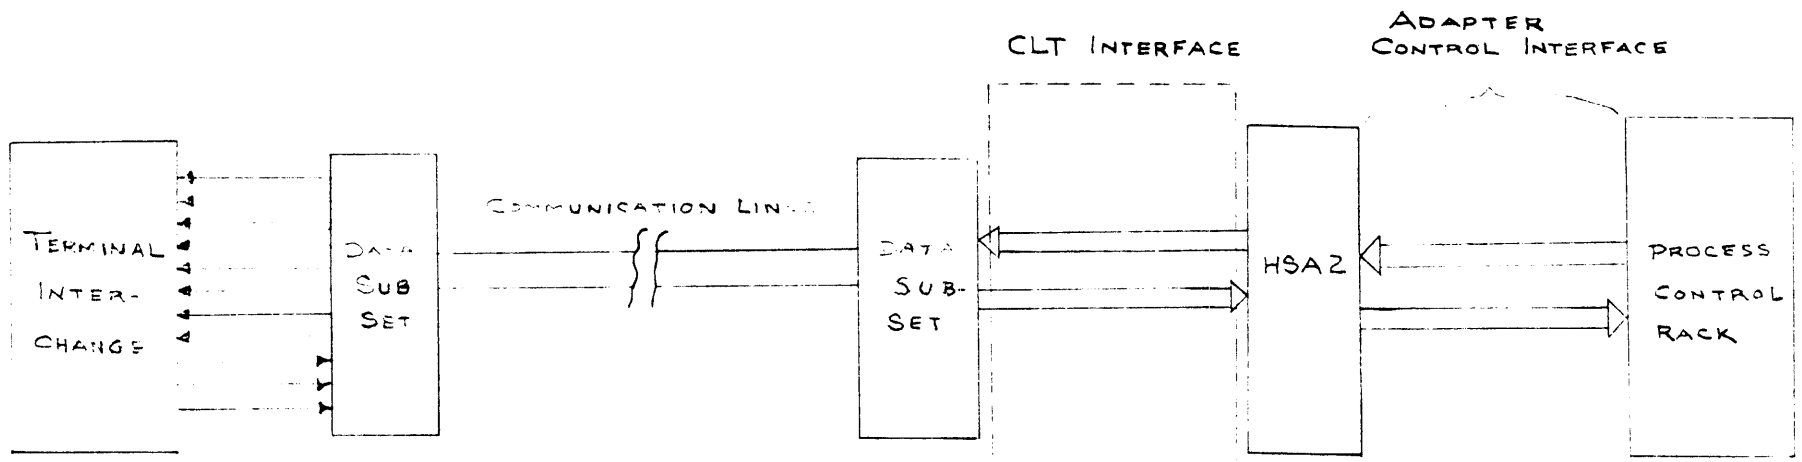 ADAPTER
CONTROL INTERFACE
CLT INTERFACE
COMMUNICATION LINES
TERMINAL
INTER-
CHANGE
DATA
SUB
SET
DATA
SUB-
SET
HSA2
PROCESS
CONTROL
RACK